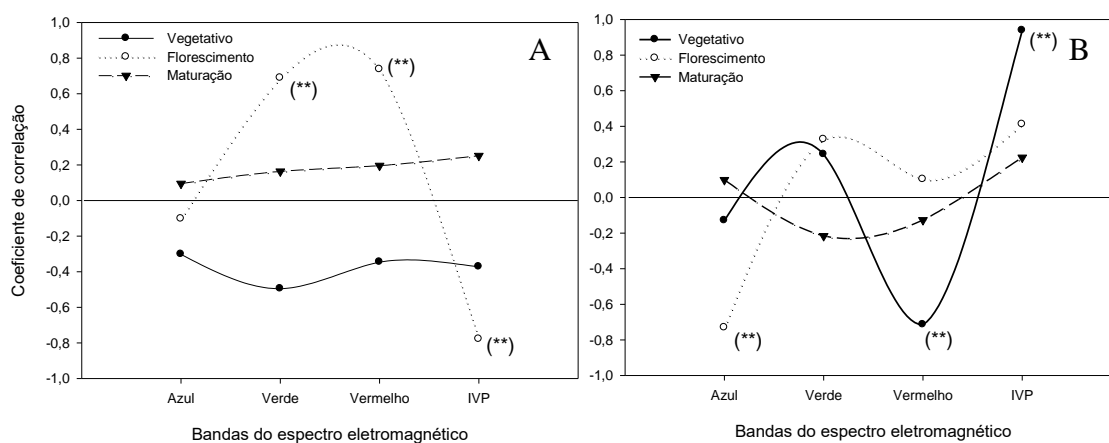 A
Vegetativo
Florescimento
Maturação
1,0
0,8
0,6
0,4
0,2
0,0
-0,2
-0,4
-0,6
-0,8
-1,0
Coeficiente de correlação
(**)
(**)
(**)
Azul Verde Vermelho IVP
Bandas do espectro eletromagnético
B
Vegetativo
Florescimento
Maturação
1,0
0,8
0,6
0,4
0,2
0,0
-0,2
-0,4
-0,6
-0,8
-1,0
(**)
(**)
(**)
Azul Verde Vermelho IVP
Bandas do espectro eletromagnético